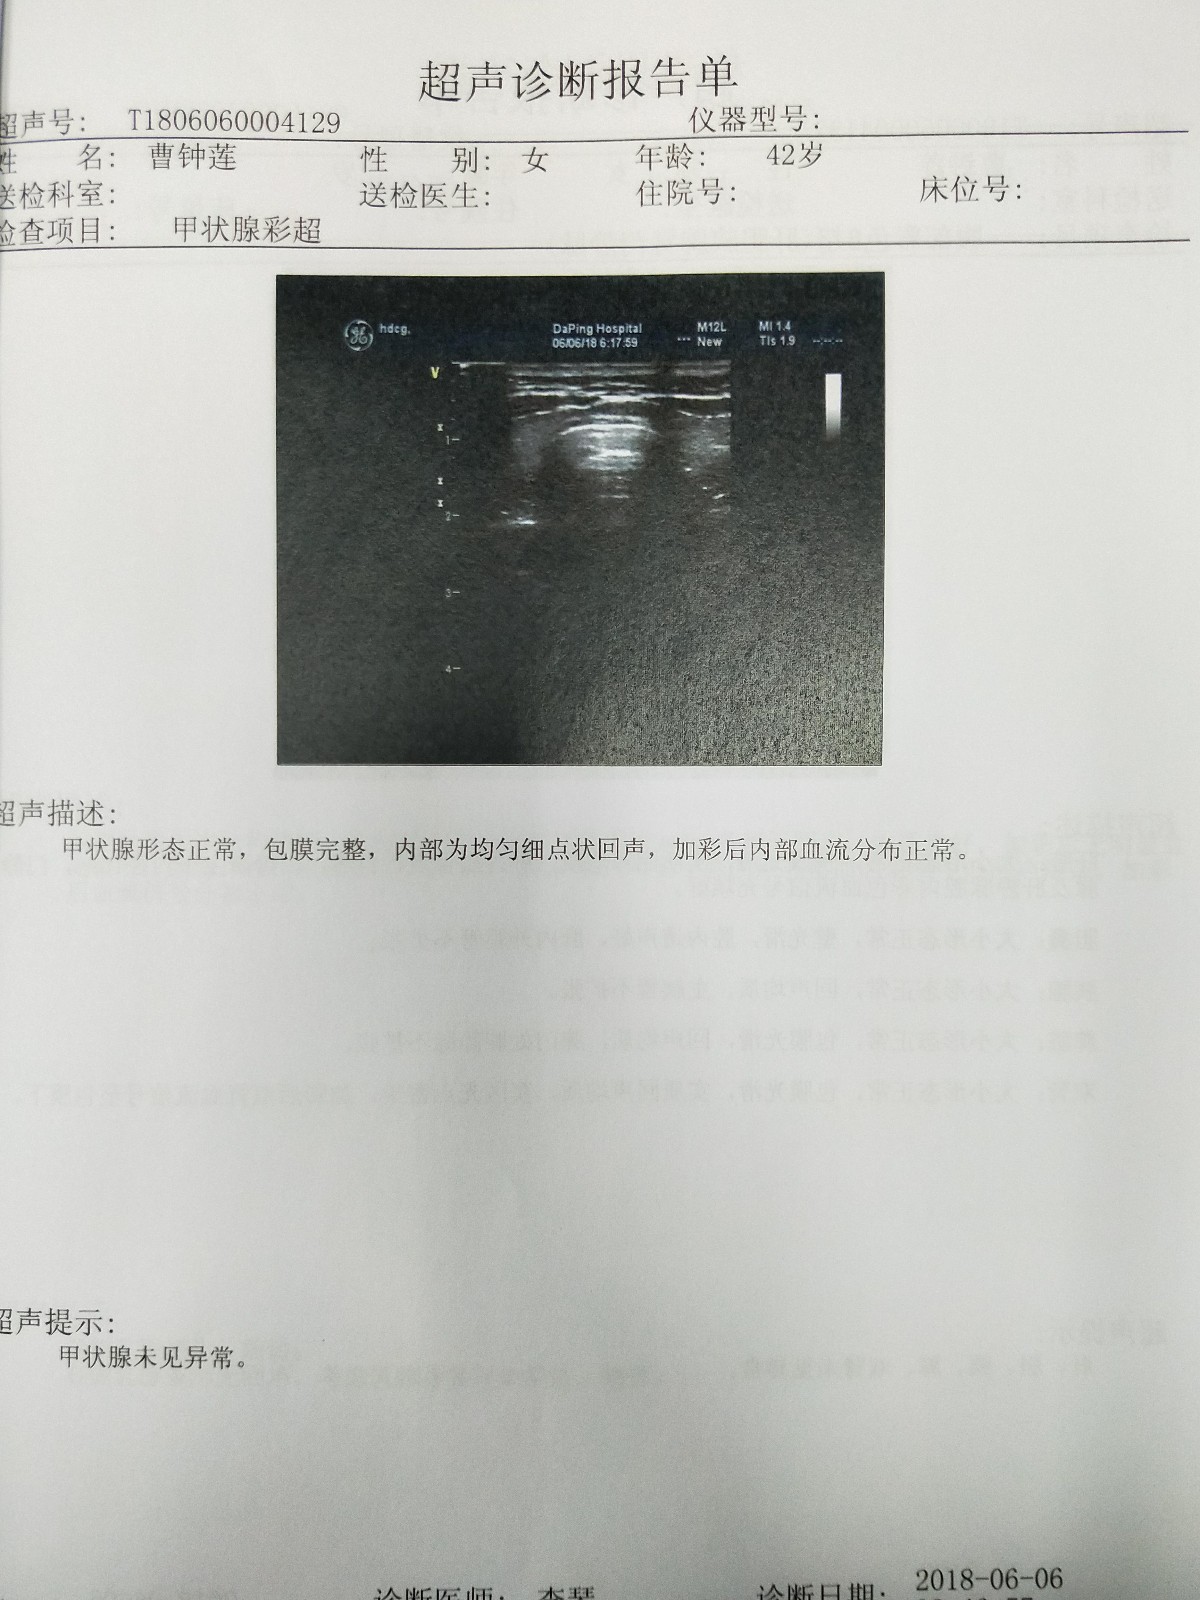 超声诊断报告单
超声号: T1806060004129 仪器型号:
姓 名: 曹钟莲 性 别: 女 年龄: 42岁
送检科室: 送检医生: 住院号: 床位号:
检查项目: 甲状腺彩超
hdcg. DaPing Hospital M12L MI 1.4
06/06/18 6:17:59 New TIs 1.9
V
1
2
3
4
超声描述:
甲状腺形态正常，包膜完整，内部为均匀细点状回声，加彩后内部血流分布正常。
超声提示:
甲状腺未见异常。
诊断医师: 李琴 诊断日期: 2018-06-06